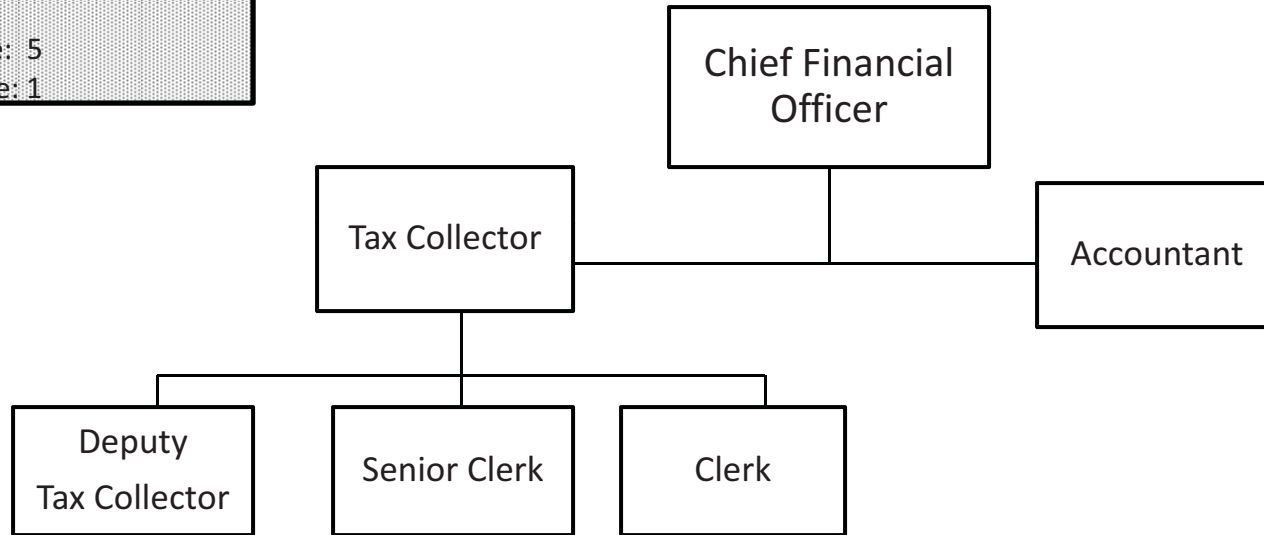 : 5
: 1
Chief Financial
Officer
Tax Collector
Accountant
Deputy
Tax Collector
Senior Clerk
Clerk